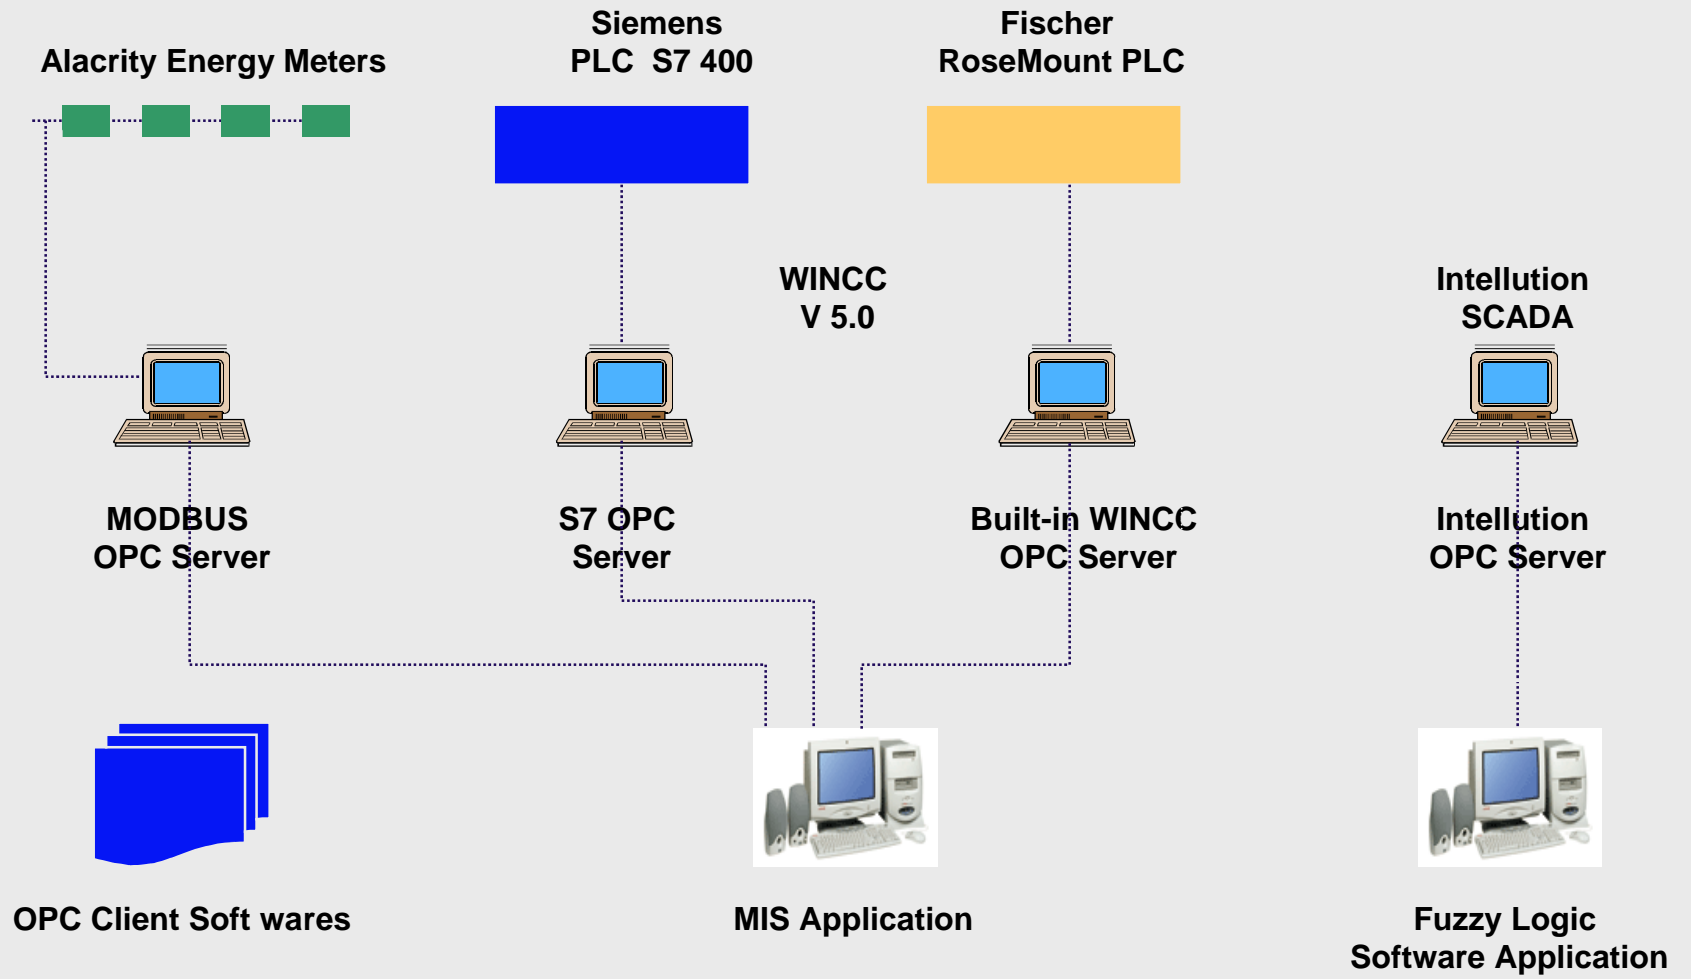 Alacrity Energy Meters
Siemens
PLC S7 400
Fischer
RoseMount PLC
WINCC
V 5.0
Intellution
SCADA
MODBUS
OPC Server
S7 OPC
Server
Built-in WINCC
OPC Server
Intellution
OPC Server
OPC Client Soft wares
MIS Application
Fuzzy Logic
Software Application